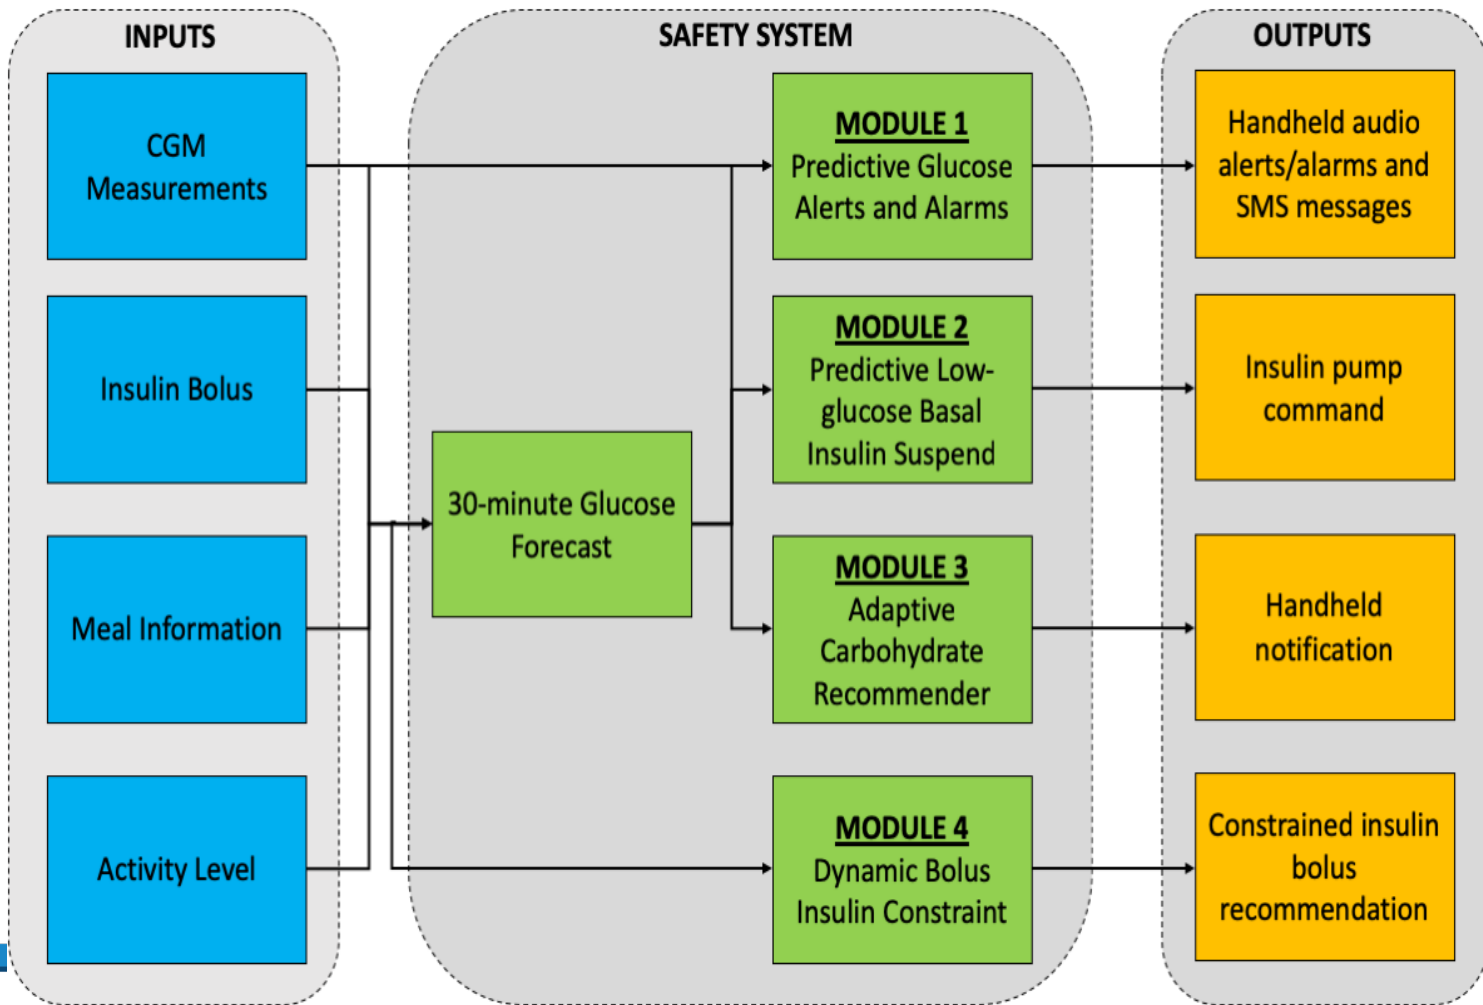 INPUTS
CGM
Measurements
Insulin Bolus
Meal Information
Activity Level
SAFETY SYSTEM
30-minute Glucose
Forecast
MODULE 1
Predictive Glucose
Alerts and Alarms
MODULE 2
Predictive Low-
glucose Basal
Insulin Suspend
MODULE 3
Adaptive
Carbohydrate
Recommender
MODULE 4
Dynamic Bolus
Insulin Constraint
OUTPUTS
Handheld audio
alerts/alarms and
SMS messages
Insulin pump
command
Handheld
notification
Constrained insulin
bolus
recommendation